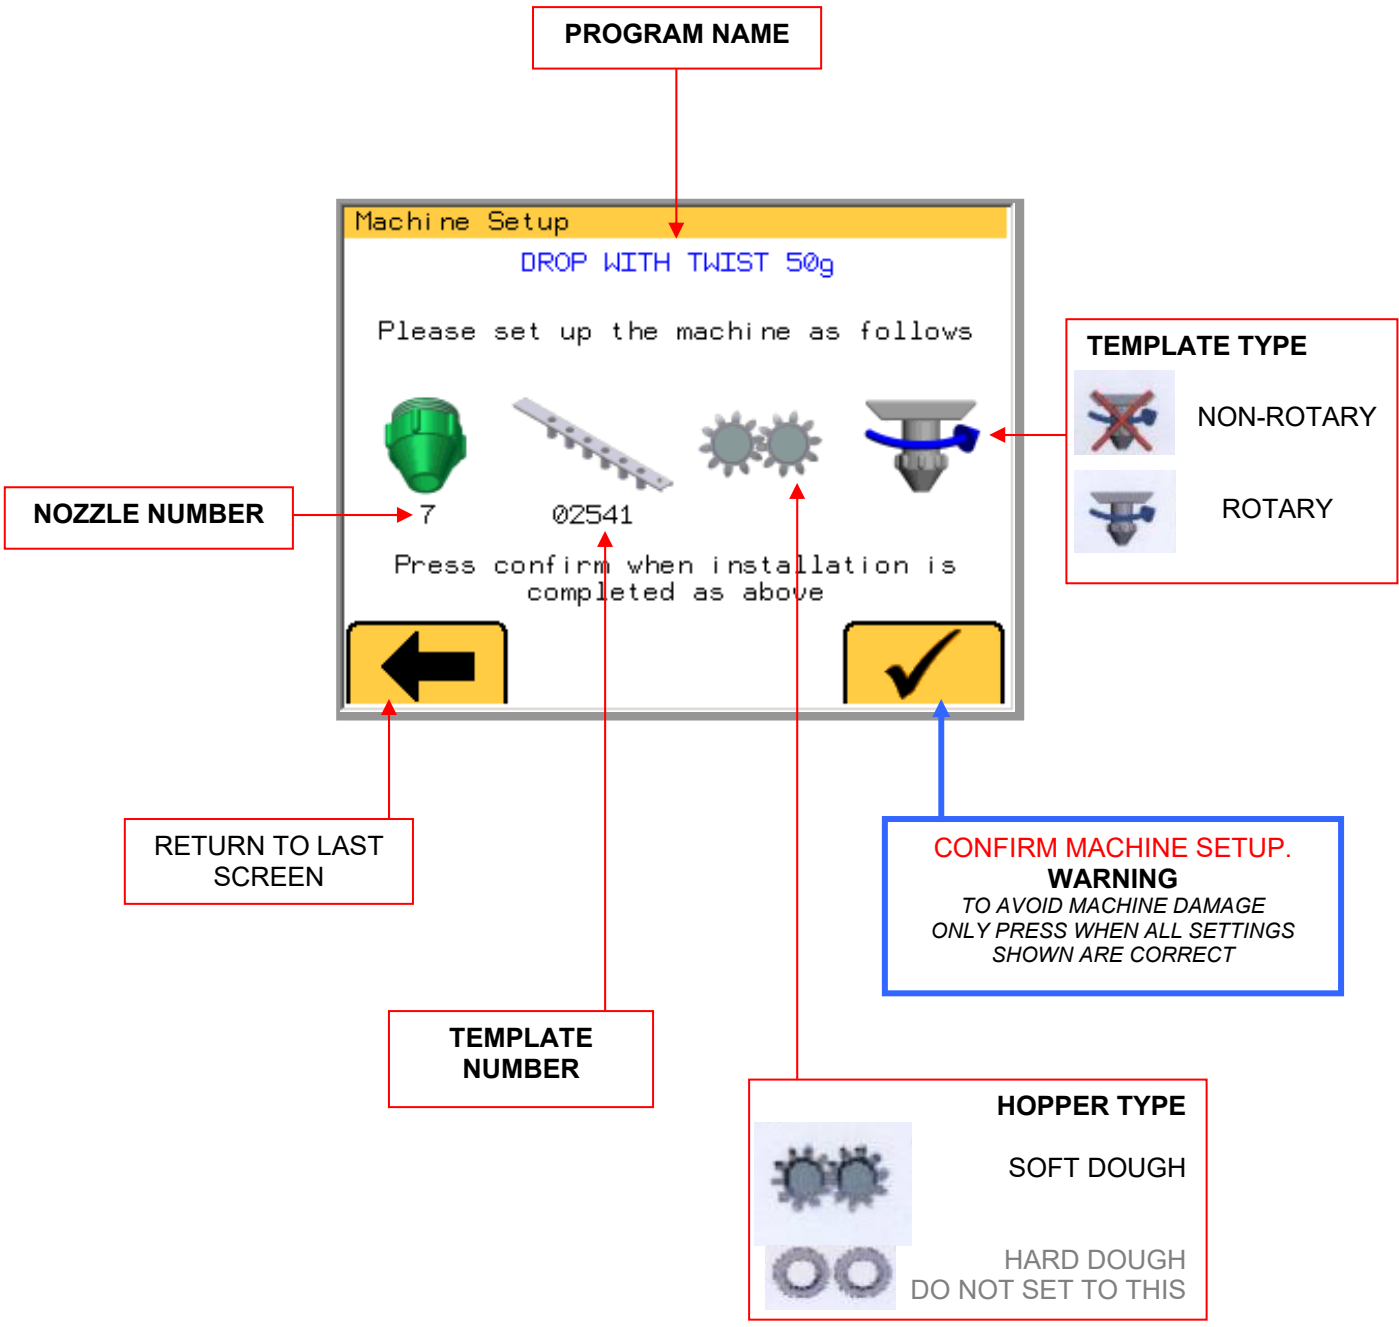 PROGRAM NAME
Machine Setup
DROP WITH TWIST 50g
Please set up the machine as follows
TEMPLATE TYPE
NON-ROTARY
ROTARY
NOZZLE NUMBER
7
02541
Press confirm when installation is
completed as above
RETURN TO LAST
SCREEN
CONFIRM MACHINE SETUP.
WARNING
TO AVOID MACHINE DAMAGE
ONLY PRESS WHEN ALL SETTINGS
SHOWN ARE CORRECT
TEMPLATE
NUMBER
HOPPER TYPE
SOFT DOUGH
HARD DOUGH
DO NOT SET TO THIS